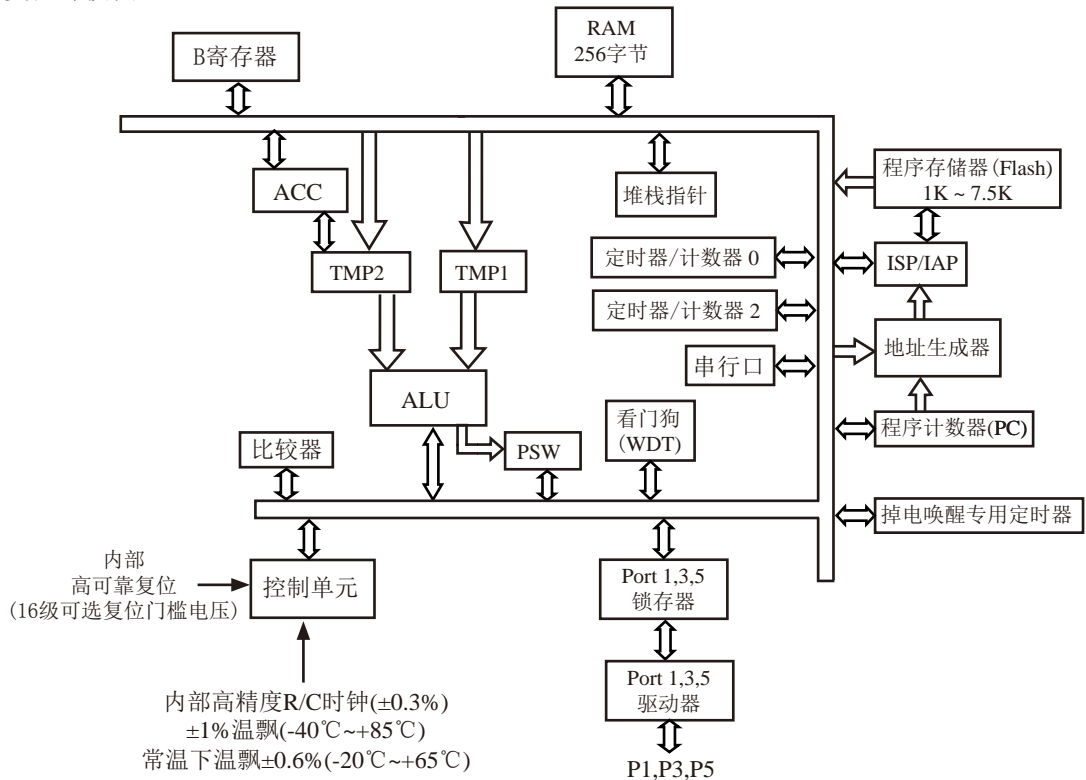 B寄存器
RAM
256字节
ACC
堆栈指针
程序存储器(Flash)
1K ~ 7.5K
TMP2
TMP1
定时器/计数器 0
ISP/IAP
定时器/计数器 2
地址生成器
串行口
ALU
看门狗
(WDT)
程序计数器(PC)
比较器
PSW
掉电唤醒专用定时器
内部
高可靠复位
(16级可选复位门槛电压)
控制单元
Port 1,3,5
锁存器
内部高精度R/C时钟(±0.3%)
±1%温飘(-40℃~+85℃)
常温下温飘±0.6%(-20℃~+65℃)
Port 1,3,5
驱动器
P1,P3,P5